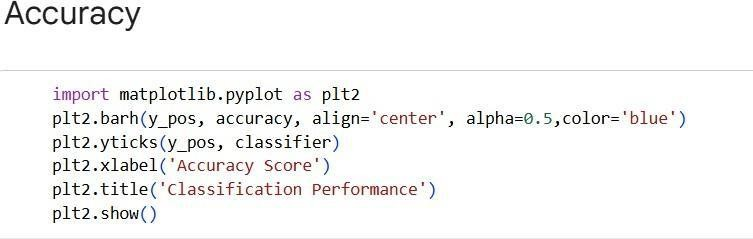 Accuracy
import matplotlib.pyplot as plt2
plt2.barh(y_pos, accuracy, align='center', alpha=0.5,color='blue')
plt2.yticks(y_pos, classifier)
plt2.xlabel('Accuracy Score')
plt2.title('Classification Performance')
plt2.show()